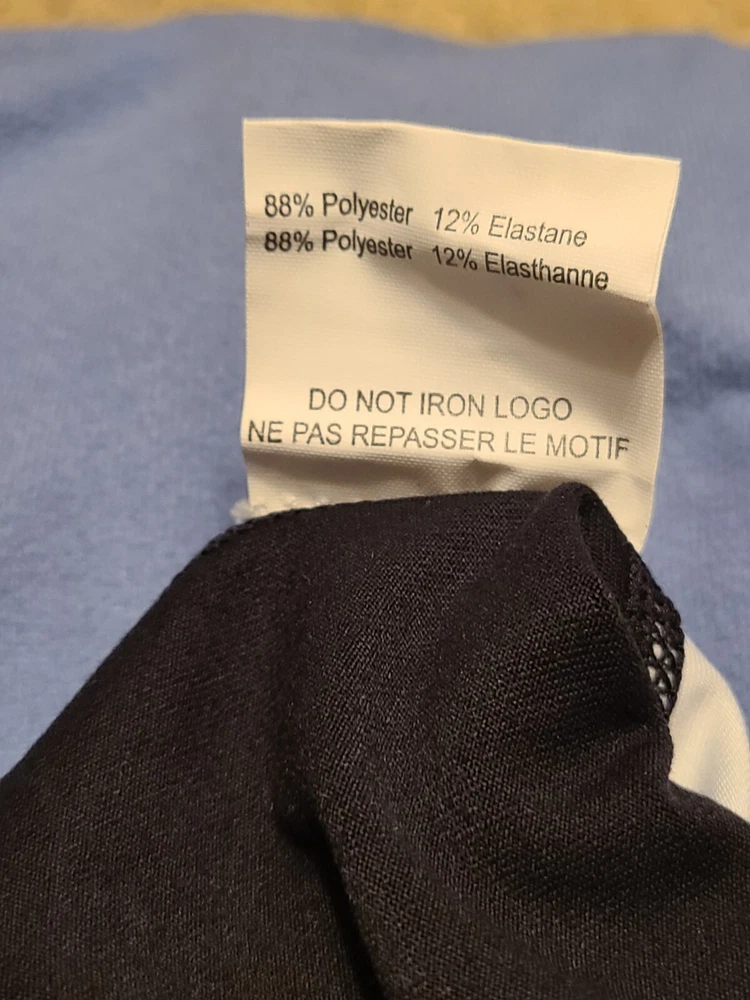 88% Polyester 12% Elastane
88% Polyester 12% Elasthanne
DO NOT IRON LOGO
NE PAS REPASSER LE MOTIF